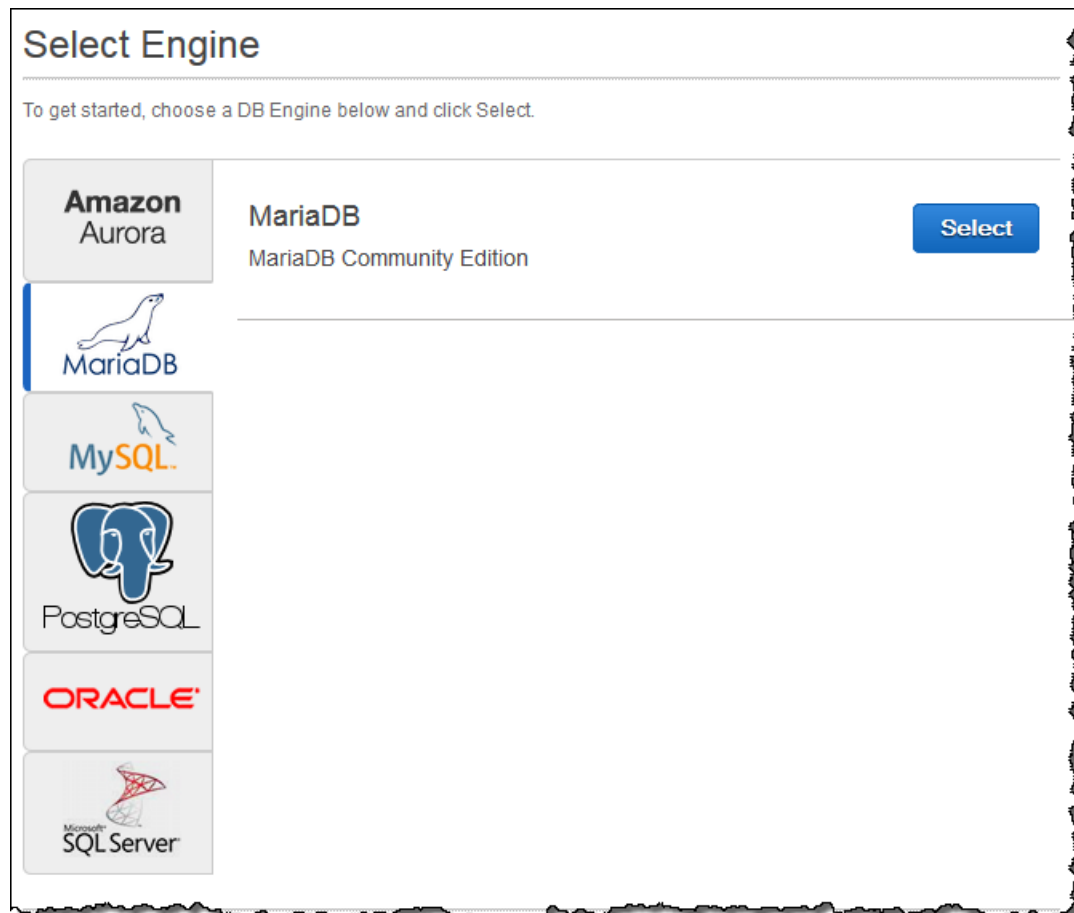 Select Engine
To get started, choose a DB Engine below and click Select.
Amazon
Aurora
MariaDB
MariaDB Community Edition
Select
MariaDB
MySQL™
PostgreSQL
ORACLE®
Microsoft®
SQL Server®